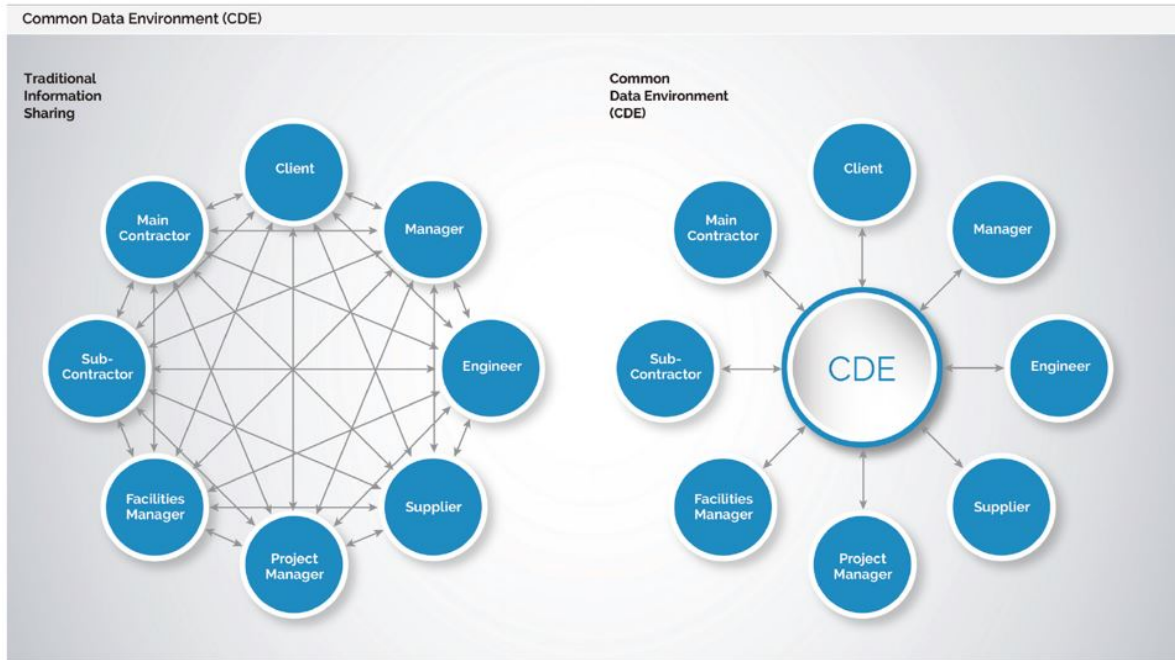 Common Data Environment (CDE)
Traditional
Information
Sharing
Client
Main
Contractor
Manager
Sub-
Contractor
Engineer
Facilities
Manager
Supplier
Project
Manager
Common
Data Environment
(CDE)
Client
Main
Contractor
Manager
Sub-
Contractor
CDE
Engineer
Facilities
Manager
Supplier
Project
Manager